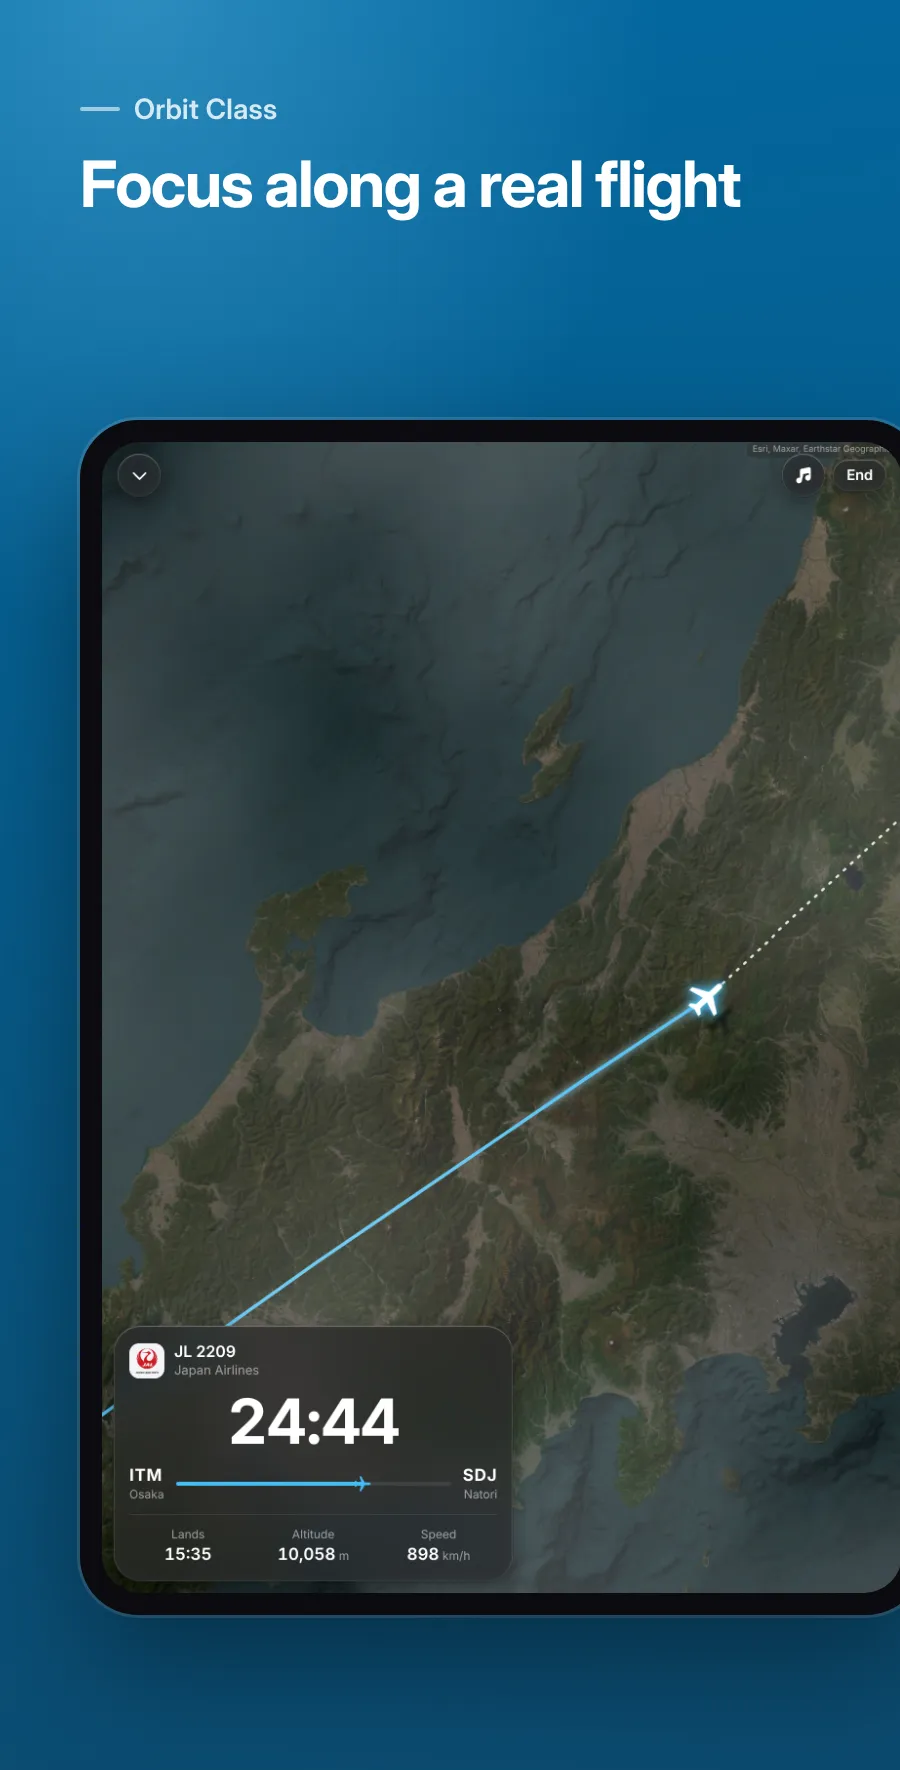 Orbit Class
Focus along a real flight
Esri, Maxar, Earthstar Geograph
End
JL 2209
Japan Airlines
24:44
ITM
SDJ
Osaka
Natori
Lands
Altitude
Speed
15:35
10,058 m
898 km/h